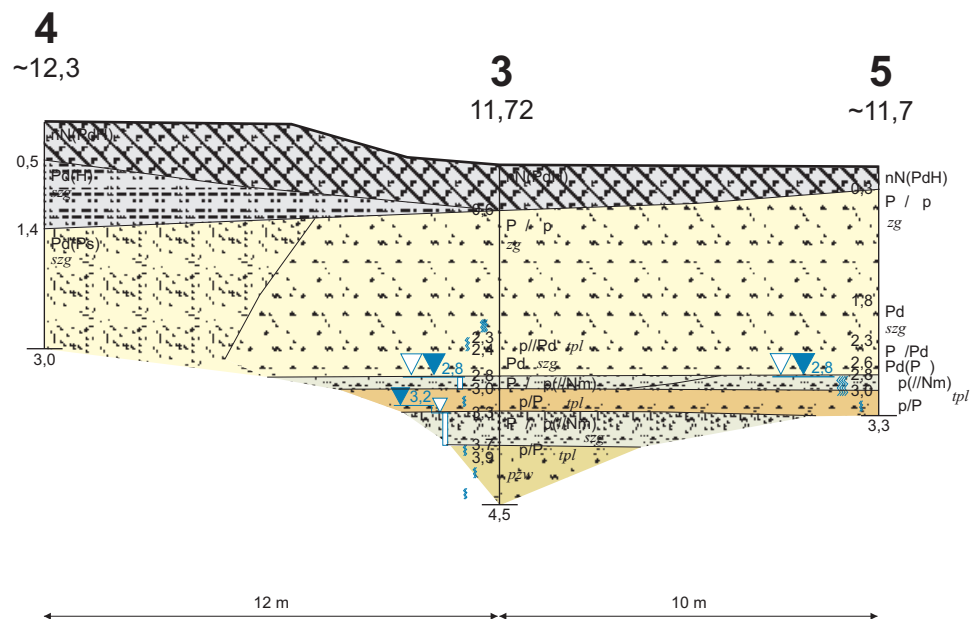 4
~12,3
3
11,72
5
~11,7
nN(PdH)
0,5
Pd(H)
szg
1,4
Pd(Ps)
szg
3,0
nN(PdH)
0,6
P / p
zg
2,3
p//Pd tpl
2,4
Pd szg
2,8
2,8
P / p(//Nm)
3,0
3,2
p/P tpl
3,3
P / p(//Nm)
szg
3,7
p/P tpl
3,9
pzw
4,5
nN(PdH)
0,3
P / p
zg
1,8
Pd
szg
2,3
P /Pd
2,6
Pd(P )
2,8
2,8
p(//Nm)
3,0
tpl
p/P
3,3
12 m
10 m